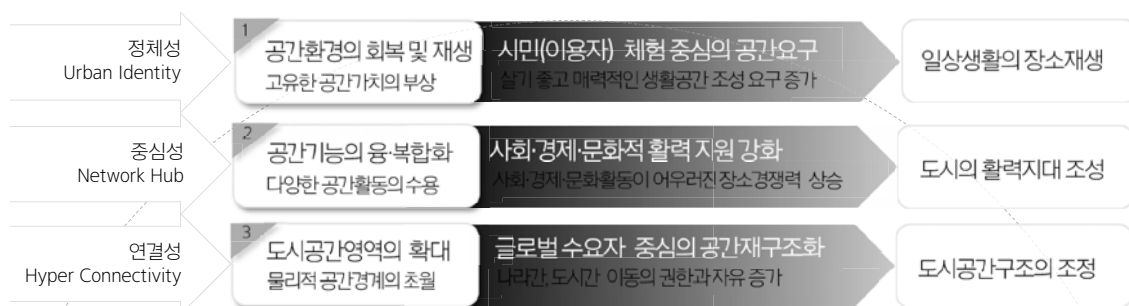 정체성
Urban Identity
1
공간환경의 회복 및 재생
고유한 공간가치의 부상
시민(이용자) 체험 중심의 공간요구
살기 좋고 매력적인 생활공간 조성 요구 증가
일상생활의 장소재생
중심성
Network Hub
2
공간기능의 융·복합화
다양한 공간활동의 수용
사회·경제·문화적 활력 지원 강화
사회·경제·문화활동이 어우러진 장소경쟁력 상승
도시의 활력지대 조성
연결성
Hyper Connectivity
3
도시공간영역의 확대
물리적 공간경계의 초월
글로벌 수요자 중심의 공간재구조화
나라간, 도시간 이동의 권한과 자유 증가
도시공간구조의 조정